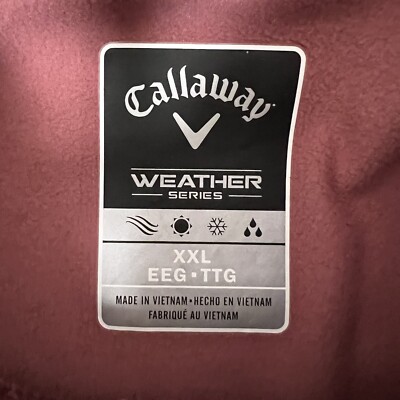 Callaway
WEATHER
SERIES
XXL
EEG▪TTG
MADE IN VIETNAM•HECHO EN VIETNAM
FABRIQUÉ AU VIETNAM